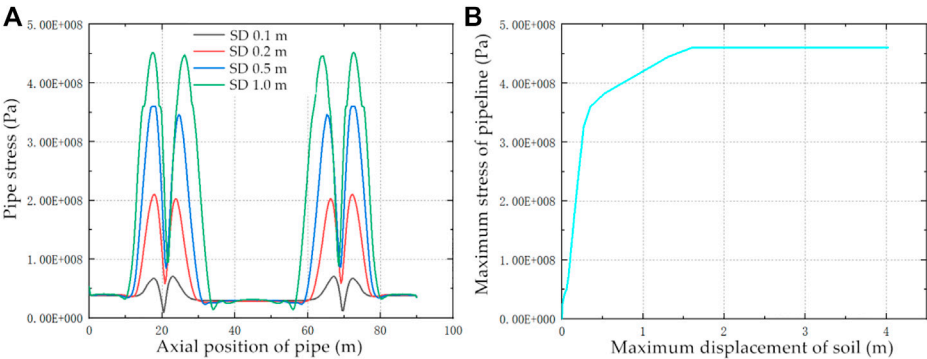 A
B
5.00E+008
4.00E+008
3.00E+008
2.00E+008
1.00E+008
0.00E+000
Pipe stress (Pa)
SD 0.1 m
SD 0.2 m
SD 0.5 m
SD 1.0 m
0 20 40 60 80 100
Axial position of pipe (m)
5.00E+008
4.00E+008
3.00E+008
2.00E+008
1.00E+008
0.00E+000
Maximum stress of pipeline (Pa)
0 1 2 3 4
Maximum displacement of soil (m)